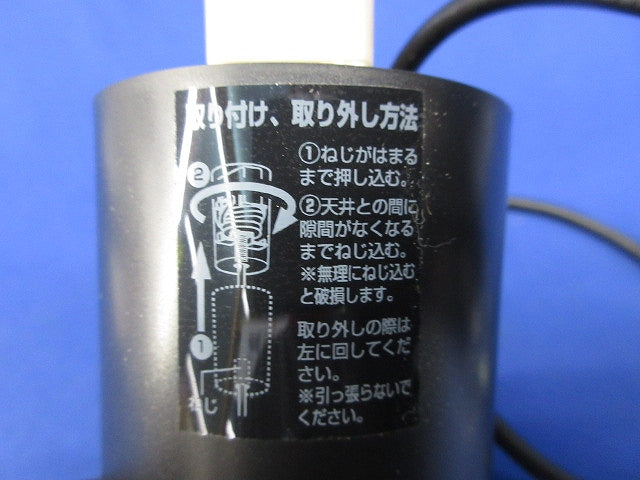 取り付け、取り外し方法
①ねじがはまる
まで押し込む。
②天井との間に
隙間がなくなる
までねじ込む。
※無理にねじ込む
と破損します。
取り外しの際は
左に回してくだ
さい。
※引っ張らないで
ください。
②
①
ねじ